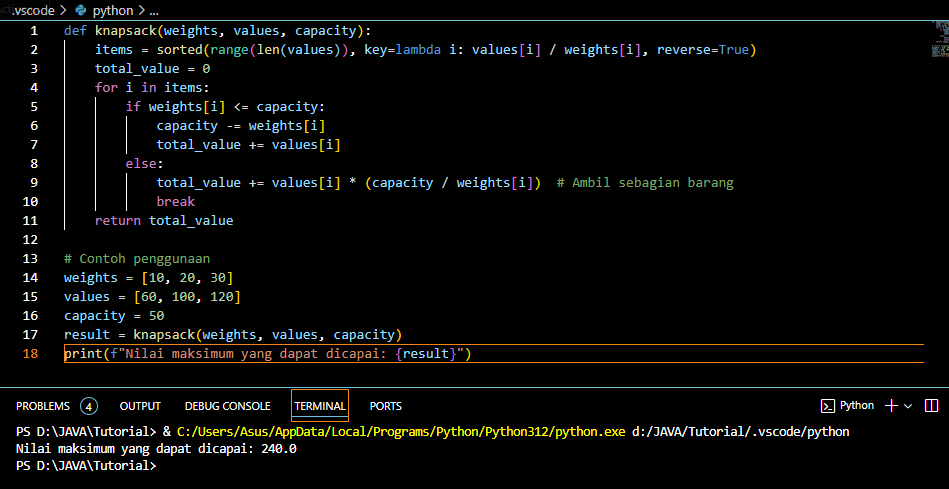 .vscode > python > ...
1 def knapsack(weights, values, capacity):
2     items = sorted(range(len(values)), key=lambda i: values[i] / weights[i], reverse=True)
3     total_value = 0
4     for i in items:
5         if weights[i] <= capacity:
6             capacity -= weights[i]
7             total_value += values[i]
8         else:
9             total_value += values[i] * (capacity / weights[i])  # Ambil sebagian barang
10             break
11     return total_value
12
13 # Contoh penggunaan
14 weights = [10, 20, 30]
15 values = [60, 100, 120]
16 capacity = 50
17 result = knapsack(weights, values, capacity)
18 print(f"Nilai maksimum yang dapat dicapai: {result}")
PROBLEMS 4 OUTPUT DEBUG CONSOLE TERMINAL PORTS Python
PS D:\JAVA\Tutorial> & C:/Users/Asus/AppData/Local/Programs/Python/Python312/python.exe d:/JAVA/Tutorial/.vscode/python
Nilai maksimum yang dapat dicapai: 240.0
PS D:\JAVA\Tutorial>